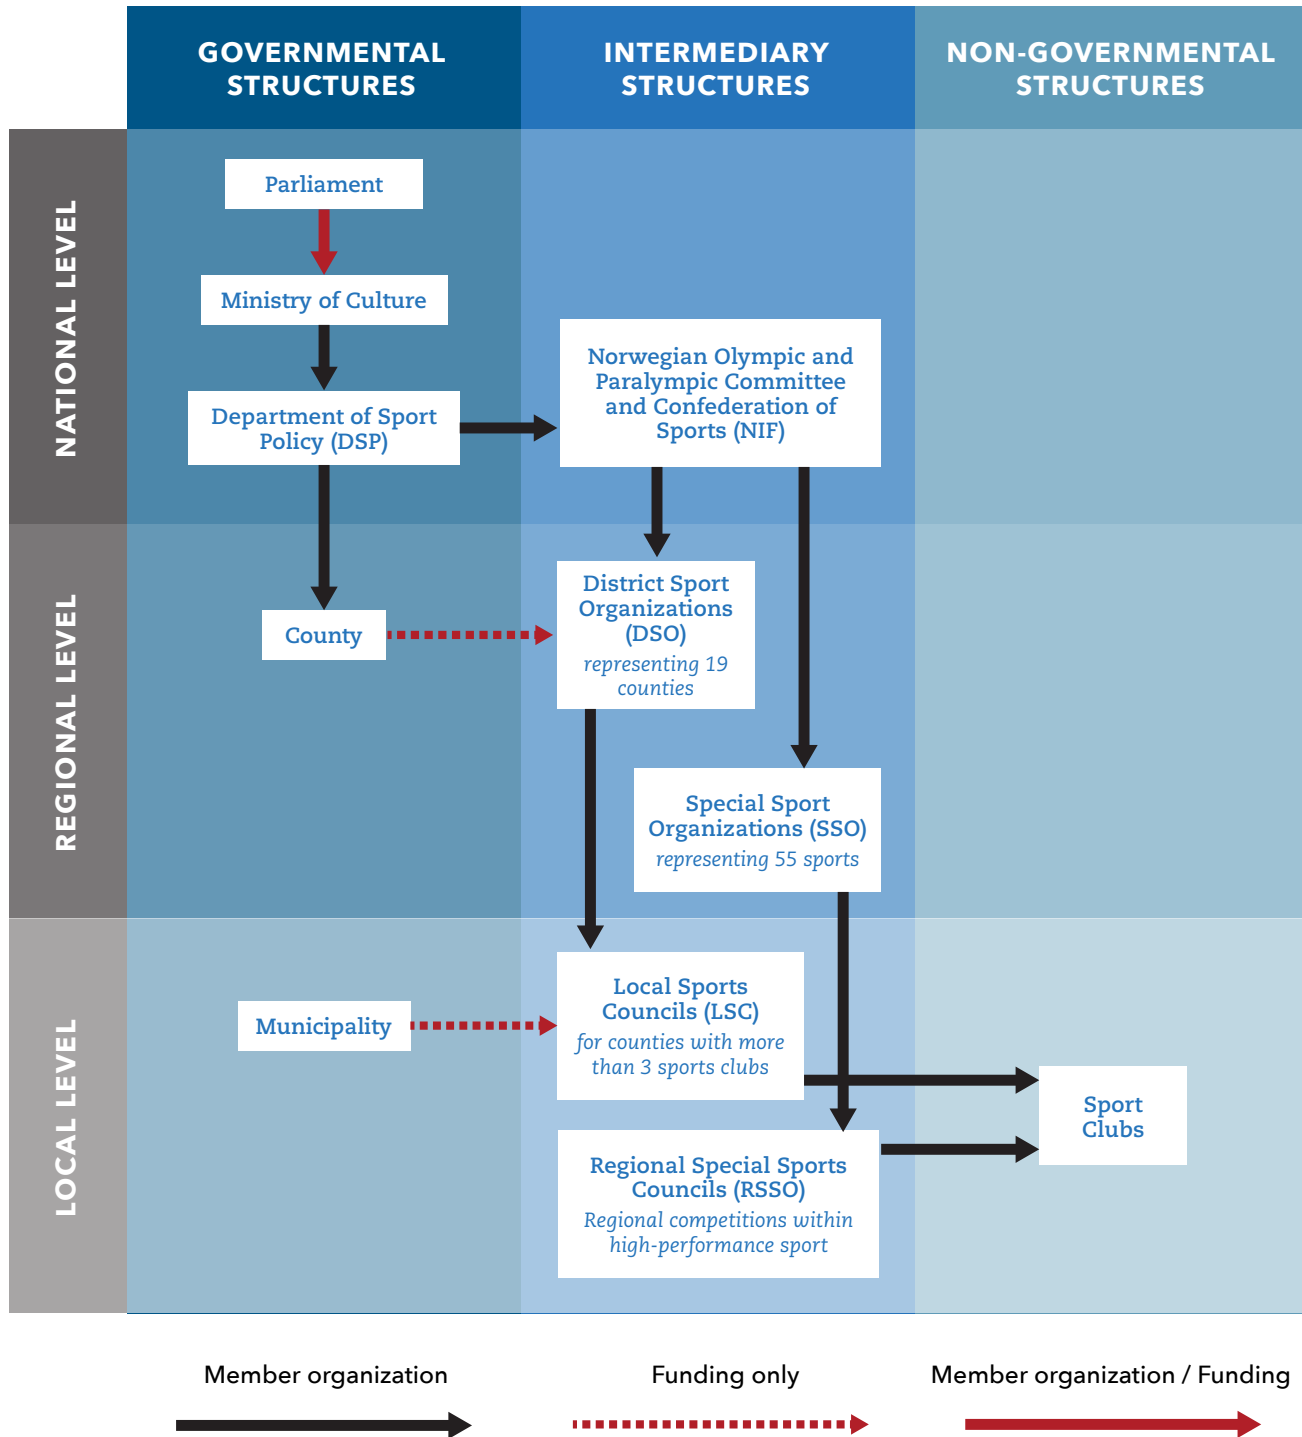 GOVERNMENTAL
STRUCTURES
INTERMEDIARY
STRUCTURES
NON-GOVERNMENTAL
STRUCTURES
NATIONAL LEVEL
Parliament
Ministry of Culture
Department of Sport
Policy (DSP)
Norwegian Olympic and
Paralympic Committee
and Confederation of
Sports (NIF)
REGIONAL LEVEL
County
District Sport
Organizations
(DSO)
representing 19
counties
Special Sport
Organizations (SSO)
representing 55 sports
LOCAL LEVEL
Municipality
Local Sports
Councils (LSC)
for counties with more
than 3 sports clubs
Regional Special Sports
Councils (RSSO)
Regional competitions within
high-performance sport
Sport
Clubs
Member organization
Funding only
Member organization / Funding